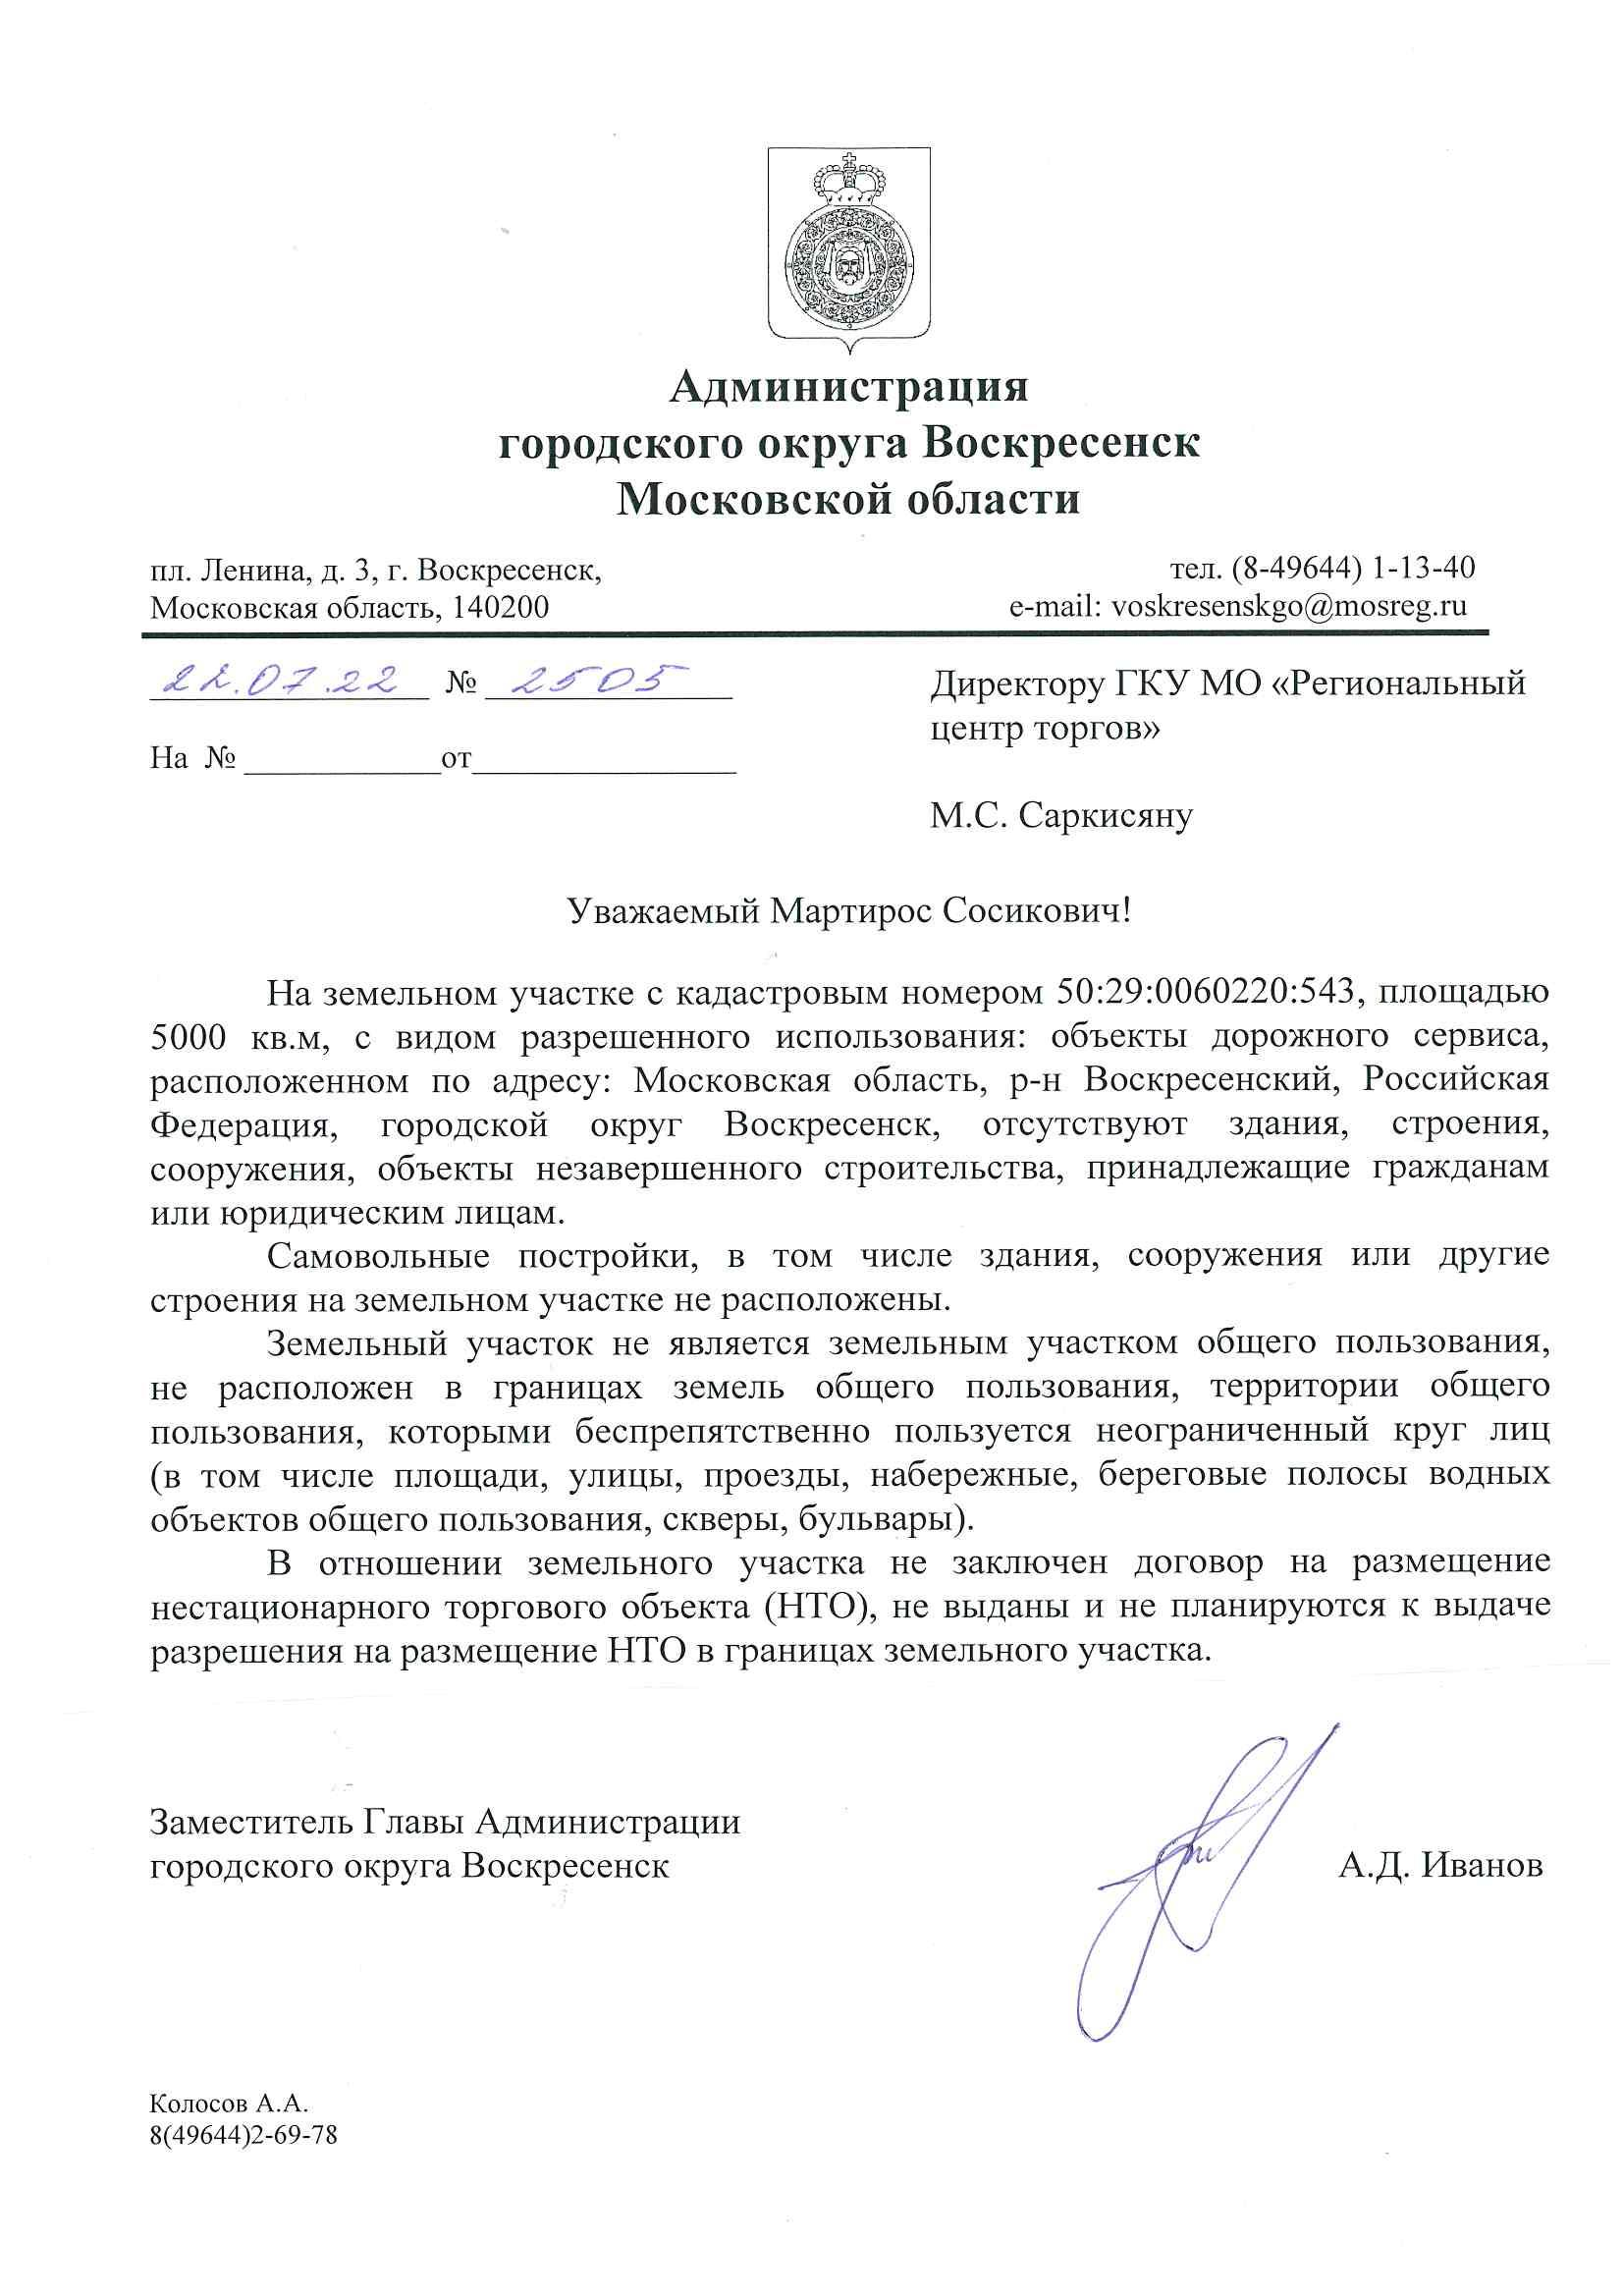 Администрация
городского округа Воскресенск
Московской области
пл. Ленина, д. 3, г. Воскресенск,
Московская область, 140200
тел. (8-49644) 1-13-40
e-mail: voskresenskgo@mosreg.ru
22.07.22 № 2505
На № ____________от________________
Директору ГКУ МО «Региональный
центр торгов»
М.С. Саркисяну
Уважаемый Мартирос Сосикович!
На земельном участке с кадастровым номером 50:29:0060220:543, площадью
5000 кв.м, с видом разрешенного использования: объекты дорожного сервиса,
расположенном по адресу: Московская область, р-н Воскресенский, Российская
Федерация, городской округ Воскресенск, отсутствуют здания, строения,
сооружения, объекты незавершенного строительства, принадлежащие гражданам
или юридическим лицам.
Самовольные постройки, в том числе здания, сооружения или другие
строения на земельном участке не расположены.
Земельный участок не является земельным участком общего пользования,
не расположен в границах земель общего пользования, территории общего
пользования, которыми беспрепятственно пользуется неограниченный круг лиц
(в том числе площади, улицы, проезды, набережные, береговые полосы водных
объектов общего пользования, скверы, бульвары).
В отношении земельного участка не заключен договор на размещение
нестационарного торгового объекта (НТО), не выданы и не планируются к выдаче
разрешения на размещение НТО в границах земельного участка.
Заместитель Главы Администрации
городского округа Воскресенск
А.Д. Иванов
Колосов А.А.
8(49644)2-69-78